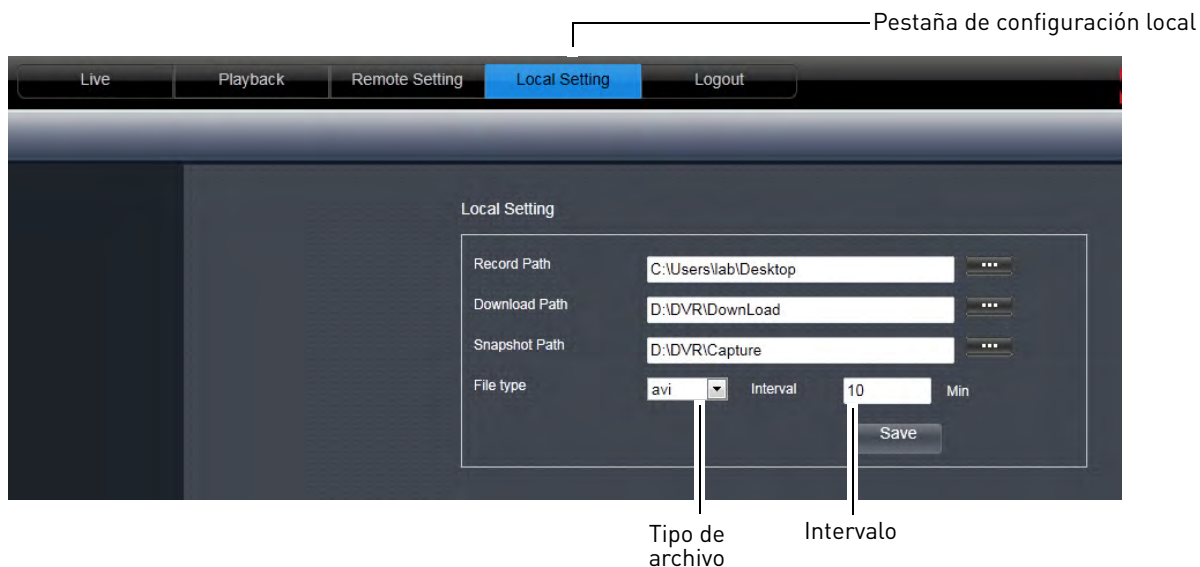 Pestaña de configuración local
Live Playback Remote Setting Local Setting Logout
Local Setting
Record Path C:\Users\lab\Desktop ...
Download Path D:\DVR\DownLoad ...
Snapshot Path D:\DVR\Capture ...
File type avi Interval 10 Min
Save
Tipo de archivo
Intervalo